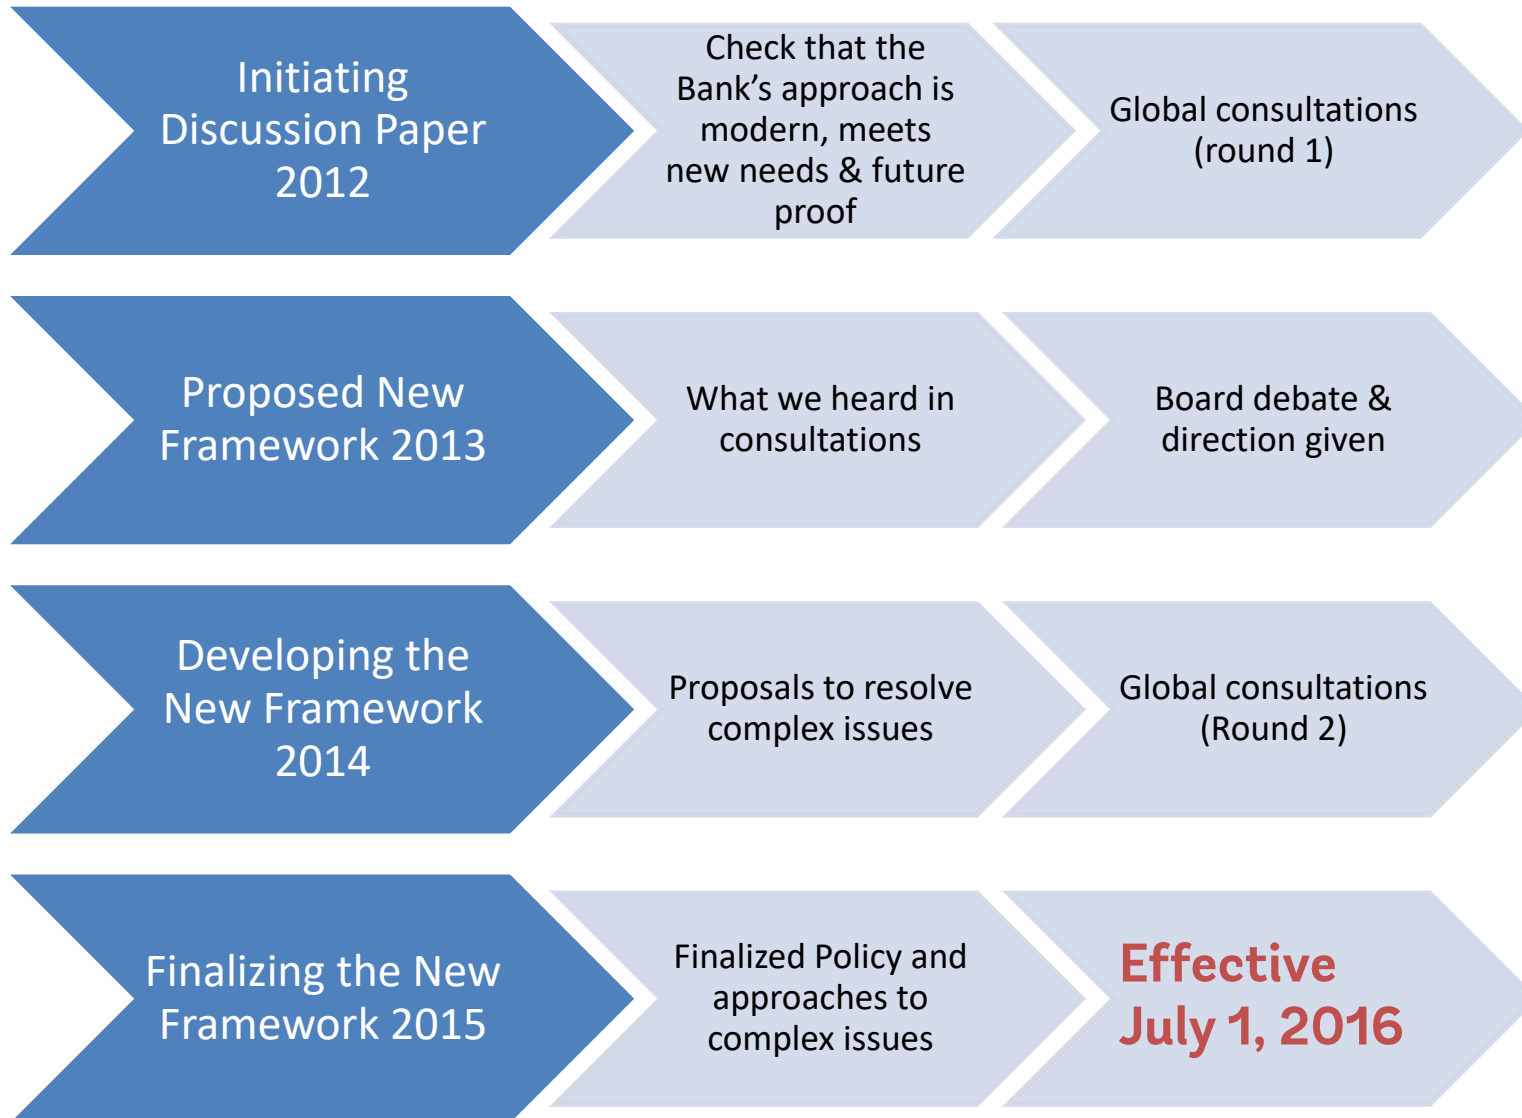 Initiating
Discussion Paper
2012
Check that the
Bank’s approach is
modern, meets
new needs & future
proof
Global consultations
(round 1)
Proposed New
Framework 2013
What we heard in
consultations
Board debate &
direction given
Developing the
New Framework
2014
Proposals to resolve
complex issues
Global consultations
(Round 2)
Finalizing the New
Framework 2015
Finalized Policy and
approaches to
complex issues
Effective
July 1, 2016